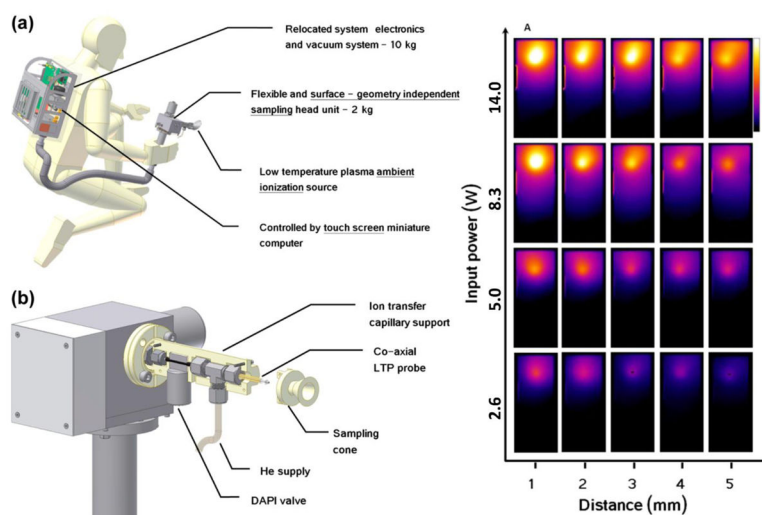 (a)
Relocated system electronics
and vacuum system – 10 kg
Flexible and surface – geometry independent
sampling head unit – 2 kg
Low temperature plasma ambient
ionization source
Controlled by touch screen miniature
computer
(b)
Ion transfer
capillary support
Co-axial
LTP probe
Sampling
cone
He supply
DAPI valve
A
Input power (W)
14.0
8.3
5.0
2.6
1 2 3 4 5
Distance (mm)